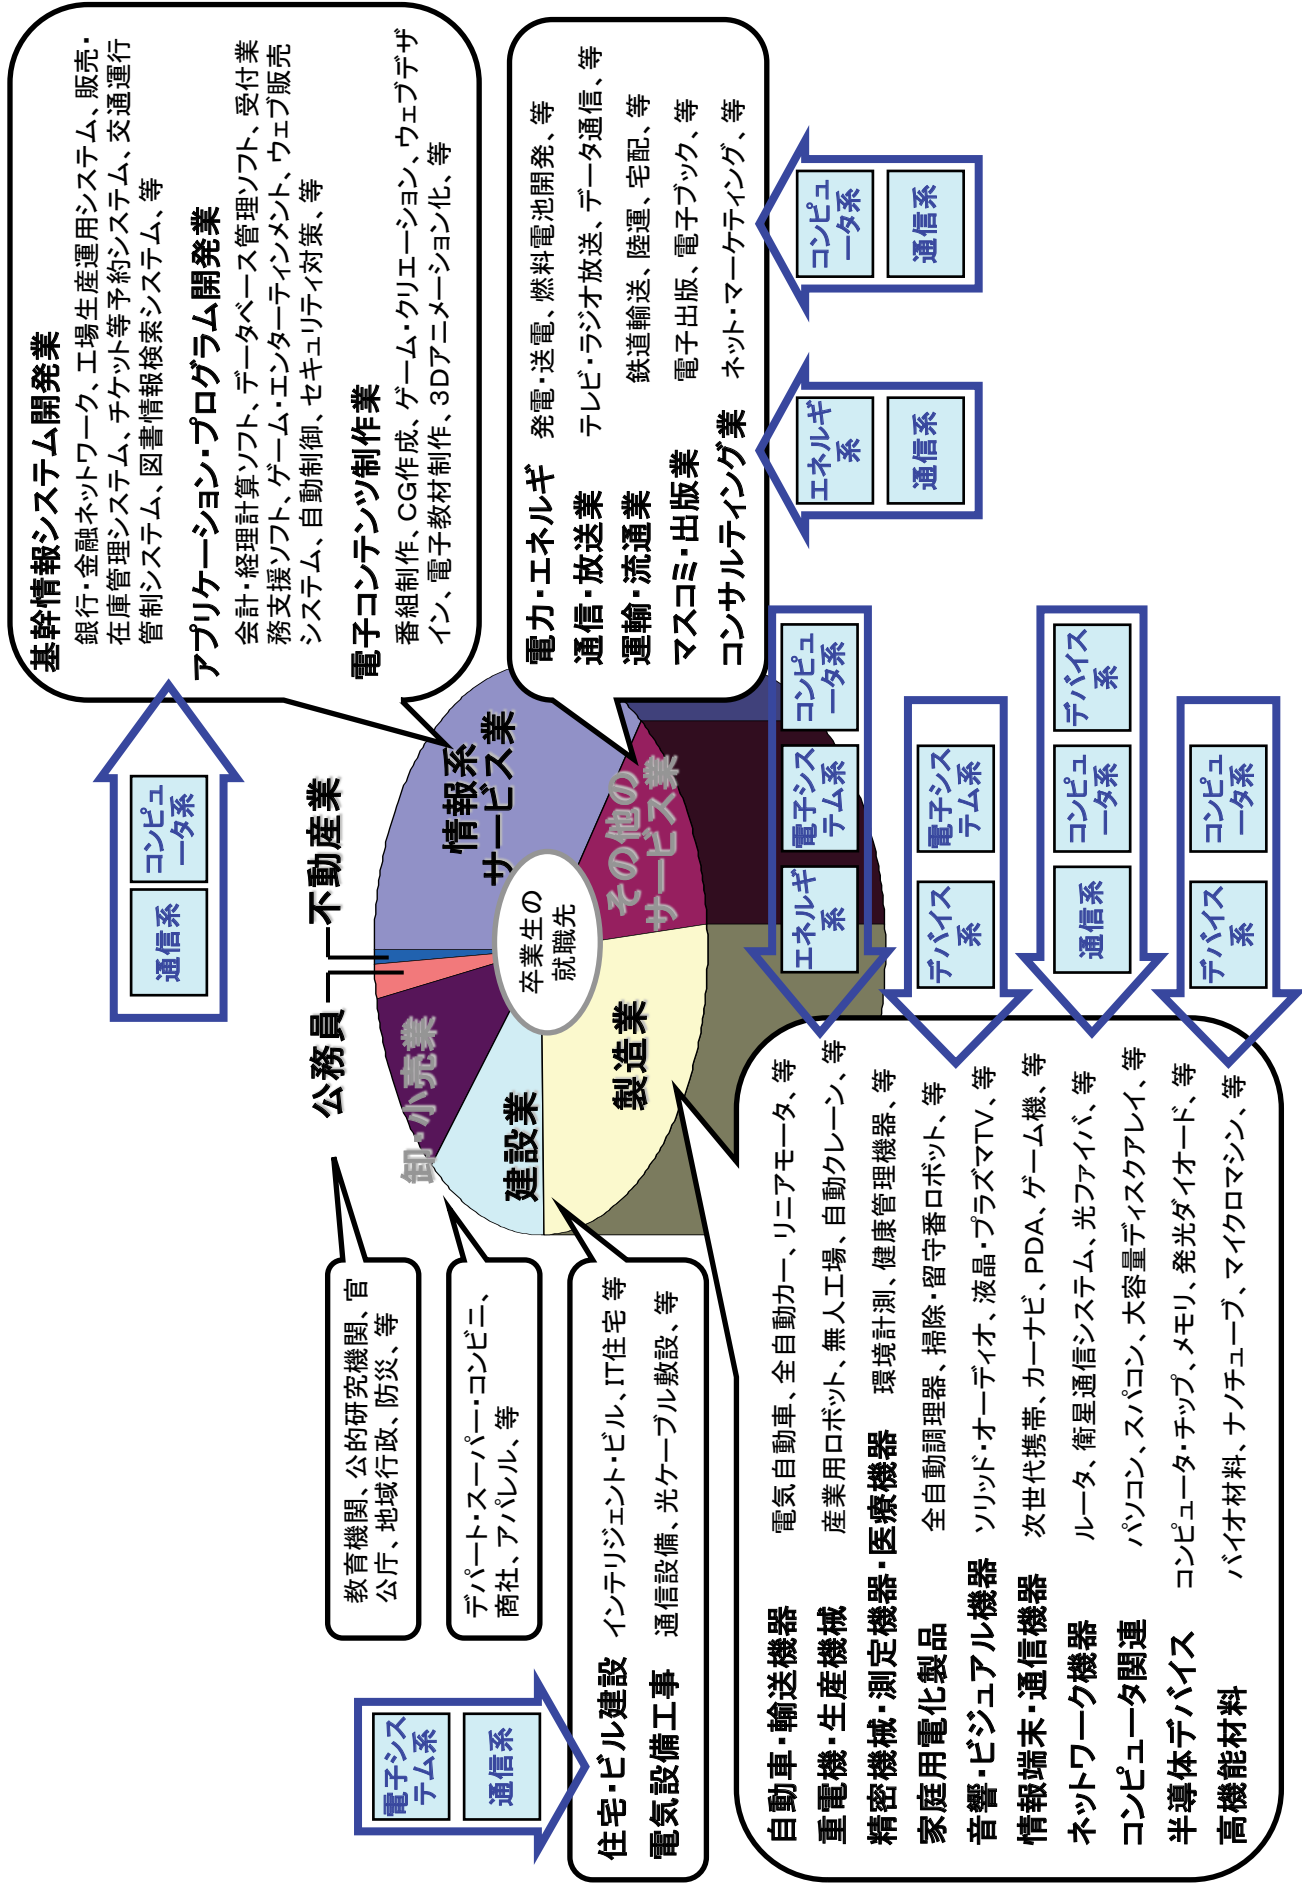 基幹情報システム開発業
銀行・金融ネットワーク、工場生産運用システム、販売・
在庫管理システム、チケット等予約システム、交通運行
管制システム、図書情報検索システム、等
アプリケーション・プログラム開発業
会計・経理計算ソフト、データベース管理ソフト、受付業
務支援ソフト、ゲーム・エンターティンメント、ウェブ販売
システム、自動制御、セキュリティ対策、等
電子コンテンツ制作業
番組制作、CG作成、ゲーム・クリエーション、ウェブデザ
イン、電子教材制作、3Dアニメーション化、等
電力・エネルギ 発電・送電、燃料電池開発、等
通信・放送業 テレビ・ラジオ放送、データ通信、等
運輸・流通業 鉄道輸送、陸運、宅配、等
マスコミ・出版業 電子出版、電子ブック、等
コンサルティング業 ネット・マーケティング、等
コンピュ
ータ系
通信系
エネルギ
系
通信系
通信系
コンピュ
ータ系
公務員
不動産業
情報系
サービス業
その他の
サービス業
卒業生の
就職先
製造業
建設業
卸・小売業
教育機関、公的研究機関、官
公庁、地域行政、防災、等
デパート・スーパー・コンビニ、
商社、アパレル、等
住宅・ビル建設 インテリジェント・ビル、IT住宅 等
電気設備工事 通信設備、光ケーブル敷設、等
電子シス
テム系
通信系
エネルギ
系
電子シス
テム系
コンピュ
ータ系
デバイス
系
電子シス
テム系
通信系
コンピュ
ータ系
デバイス
系
デバイス
系
コンピュ
ータ系
自動車・輸送機器 電気自動車、全自動カー、リニアモータ、等
重電機・生産機械 産業用ロボット、無人工場、自動クレーン、等
精密機械・測定機器・医療機器 環境計測、健康管理機器、等
家庭用電化製品 全自動調理器、掃除・留守番ロボット、等
音響・ビジュアル機器 ソリッド・オーディオ、液晶・プラズマTV、等
情報端末・通信機器 次世代携帯、カーナビ、PDA、ゲーム機、等
ネットワーク機器 ルータ、衛星通信システム、光ファイバ、等
コンピュータ関連 パソコン、スパコン、大容量ディスクアレイ、等
半導体デバイス コンピュータ・チップ、メモリ、発光ダイオード、等
高機能材料 バイオ材料、ナノチューブ、マイクロマシン、等